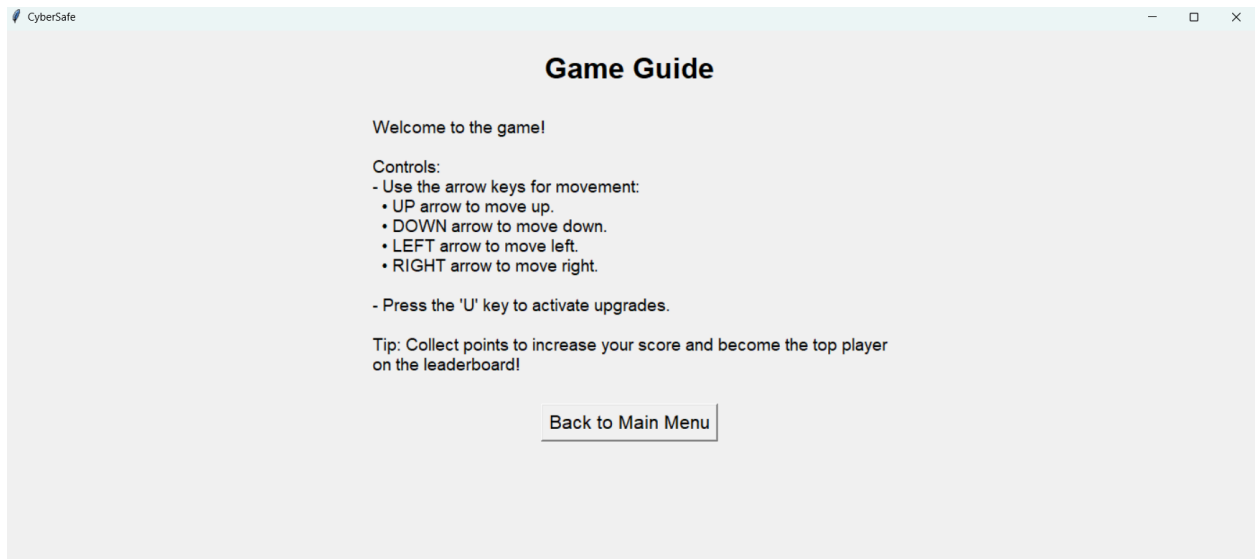 CyberSafe
Game Guide
Welcome to the game!
Controls:
- Use the arrow keys for movement:
• UP arrow to move up.
• DOWN arrow to move down.
• LEFT arrow to move left.
• RIGHT arrow to move right.
- Press the 'U' key to activate upgrades.
Tip: Collect points to increase your score and become the top player
on the leaderboard!
Back to Main Menu